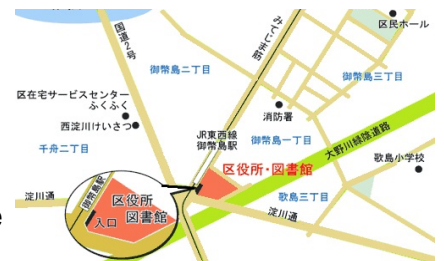 区民ホール
国道2号
みてじま筋
御幣島二丁目
御幣島三丁目
区在宅サービスセンター
ふくふく
西淀川けいさつ
消防署
JR東西線
御幣島駅
御幣島一丁目
大野川緑陰道路
千舟二丁目
歌島小学校
区役所・図書館
歌島三丁目
淀川通
御幣島駅
区役所
図書館
入口
淀川通
e